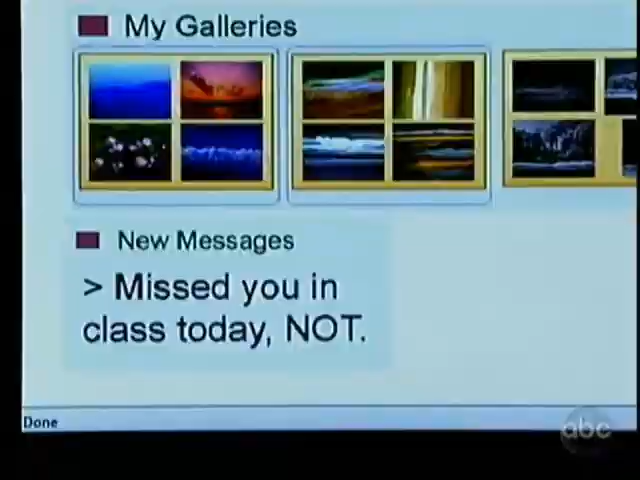 My Galleries
New Messages
> Missed you in
class today, NOT.
Done
abc